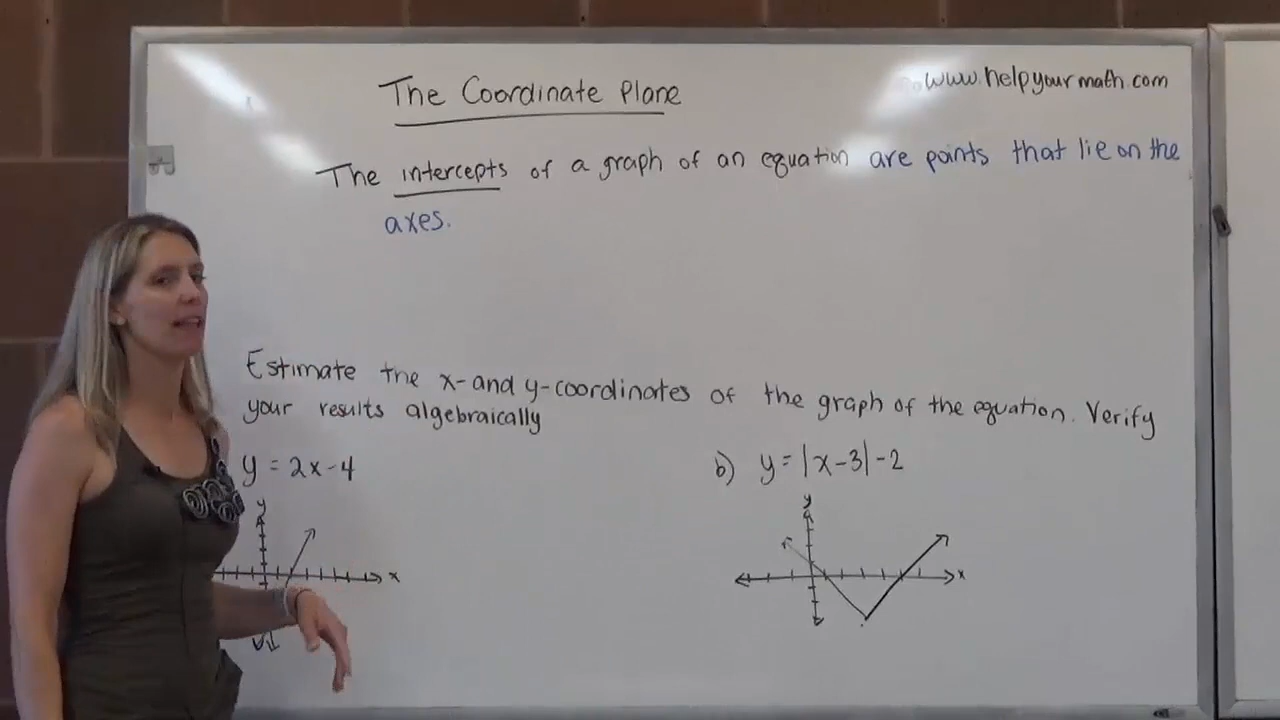 The Coordinate Plane
www.helpyourmath.com
The intercepts of a graph of an equation are points that lie on the
axes.
Estimate the x- and y-coordinates of the graph of the equation. Verify
your results algebraically
y = 2x - 4
b) y = |x - 3| - 2
y
x
y
x